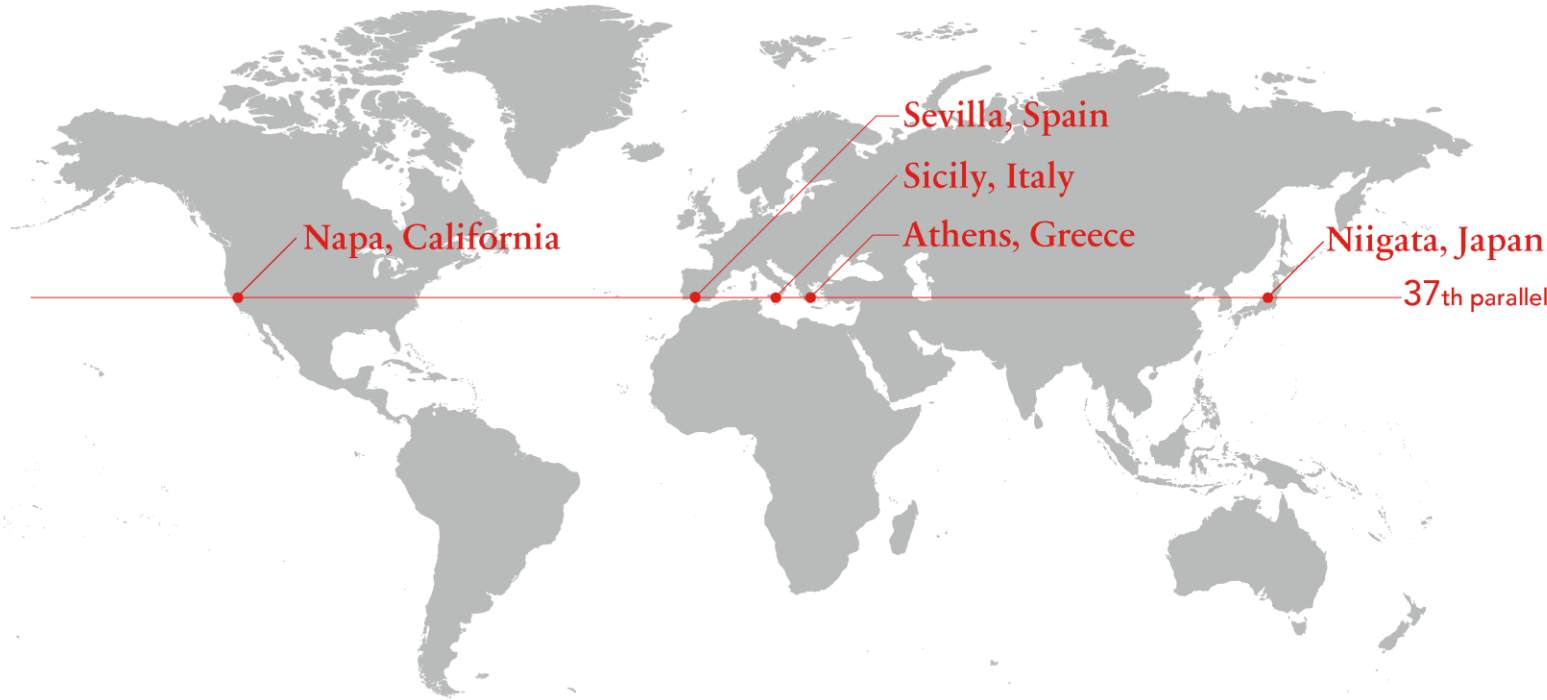 Sevilla, Spain
Sicily, Italy
Athens, Greece
Napa, California
Niigata, Japan
37th parallel